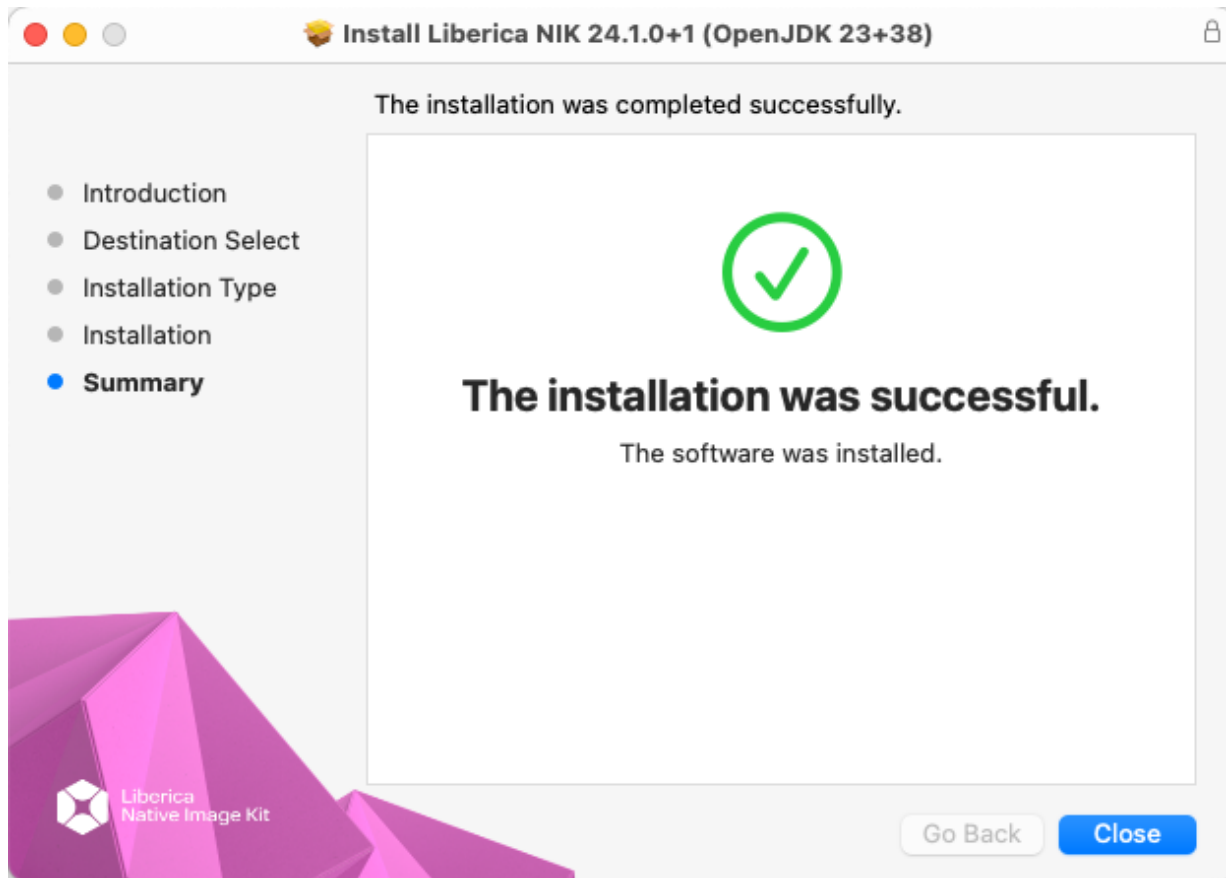 Install Liberica NIK 24.1.0+1 (OpenJDK 23+38)
The installation was completed successfully.
Introduction
Destination Select
Installation Type
Installation
Summary
The installation was successful.
The software was installed.
Liberica
Native Image Kit
Go Back
Close